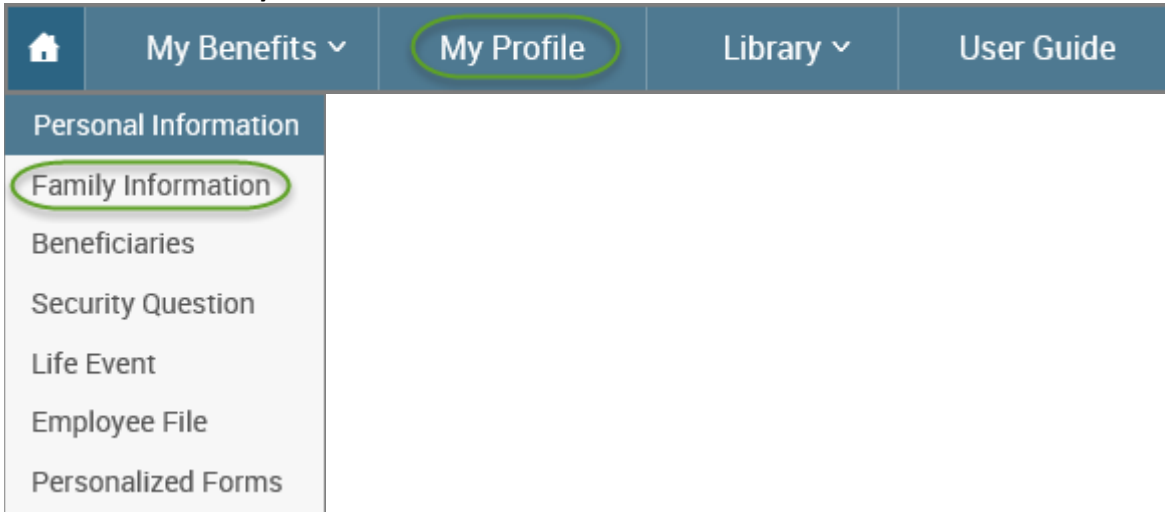 My Benefits My Profile Library User Guide
Personal Information
Family Information
Beneficiaries
Security Question
Life Event
Employee File
Personalized Forms